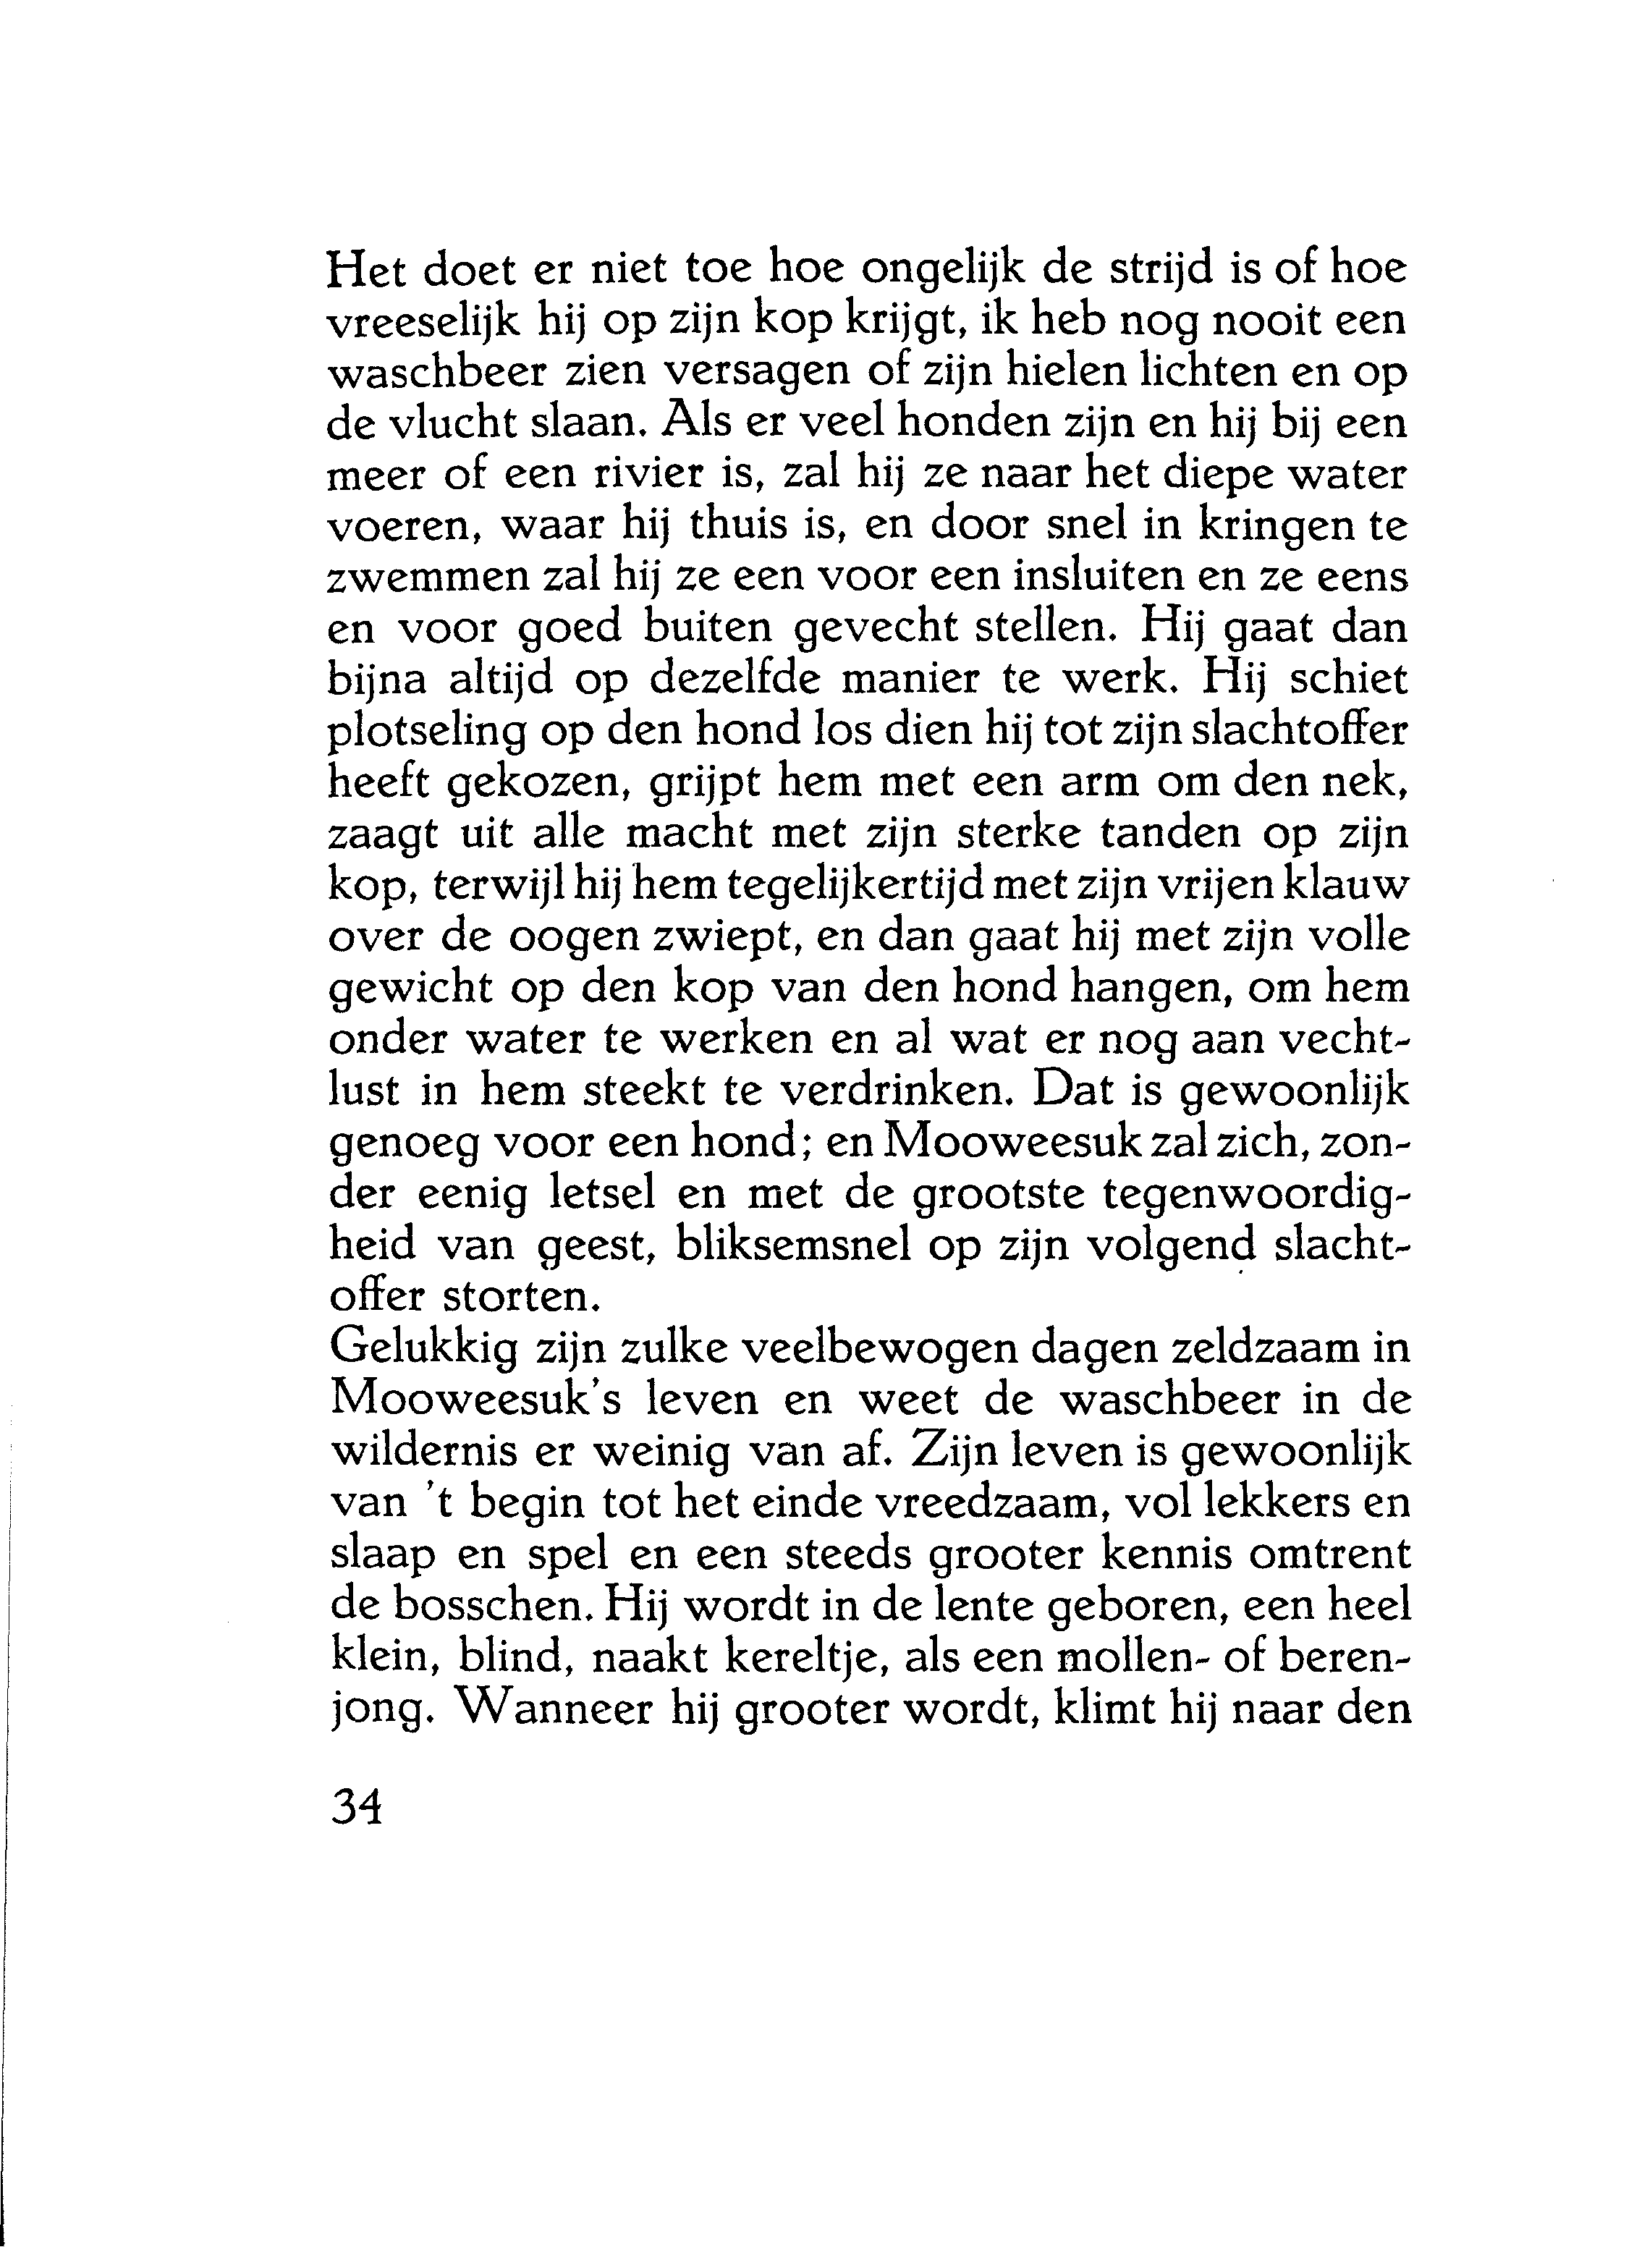 Het doet er niet toe hoe ongelijk de strijd is of hoe
vreeselijk hij op zijn kop krijgt, ik heb nog nooit een
waschbeer zien versagen of zijn hielen lichten en op
de vlucht slaan. Als er veel honden zijn en hij bij een
meer of een rivier is, zal hij ze naar het diepe water
voeren, waar hij thuis is, en door snel in kringen te
zwemmen zal hij ze een voor een insluiten en ze eens
en voor goed buiten gevecht stellen. Hij gaat dan
bijna altijd op dezelfde manier te werk. Hij schiet
plotseling op den hond los dien hij tot zijn slachtoffer
heeft gekozen, grijpt hem met een arm om den nek,
zaagt uit alle macht met zijn sterke tanden op zijn
kop, terwijl hij hem tegelijkertijd met zijn vrijen klauw
over de oogen zwiept, en dan gaat hij met zijn volle
gewicht op den kop van den hond hangen, om hem
onder water te werken en al wat er nog aan vecht-
lust in hem steekt te verdrinken. Dat is gewoonlijk
genoeg voor een hond; en Mooweesuk zal zich, zon-
der eenig letsel en met de grootste tegenwoordig-
heid van geest, bliksemsnel op zijn volgend slacht-
offer storten.
Gelukkig zijn zulke veelbewogen dagen zeldzaam in
Mooweesuk's leven en weet de waschbeer in de
wildernis er weinig van af. Zijn leven is gewoonlijk
van 't begin tot het einde vreedzaam, vol lekkers en
slaap en spel en een steeds grooter kennis omtrent
de bosschen. Hij wordt in de lente geboren, een heel
klein, blind, naakt kereltje, als een mollen- of beren-
jong. Wanneer hij grooter wordt, klimt hij naar den
34